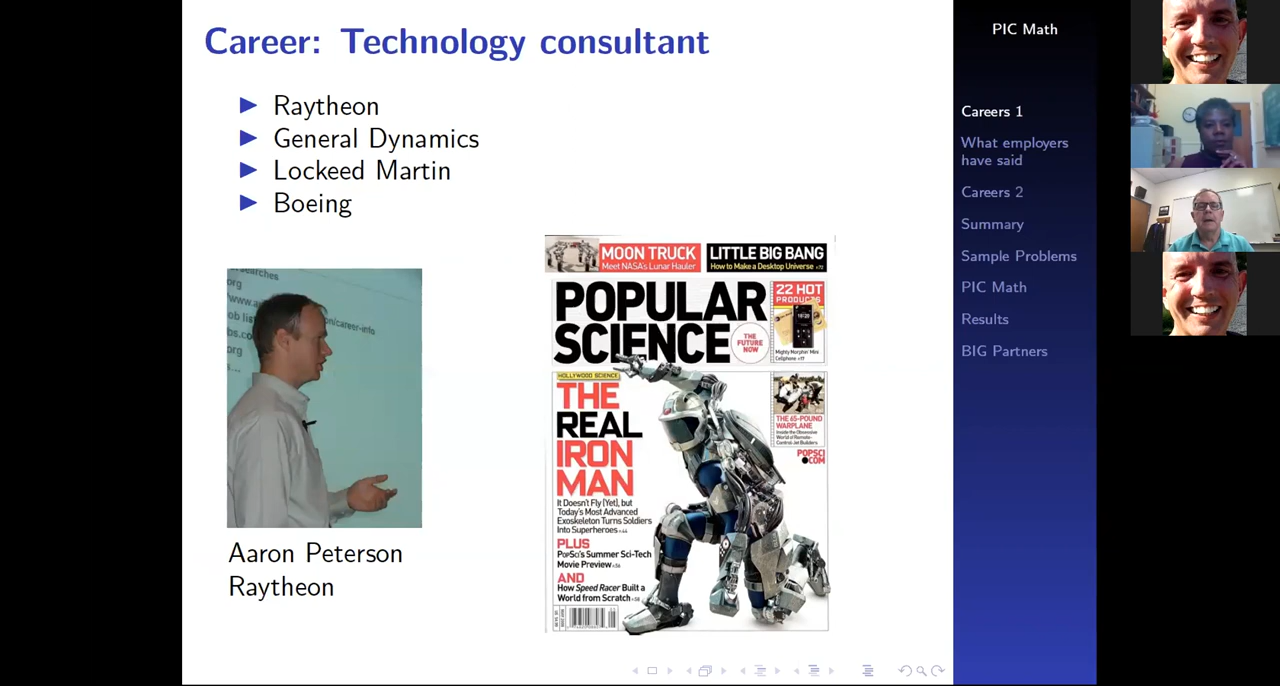 Career: Technology consultant
Raytheon
General Dynamics
Lockeed Martin
Boeing
earches
org
Aaron Peterson
Raytheon
MOON TRUCK
Meet NASA's Lunar Hauler
LITTLE BIG BANG
How to Make a Desktop Universe
POPULAR
SCIENCE
THE
FUTURE
NOW
22 HOT
PRODUCTS
Mighty Morphin' Mini
Cellphone
HOLLYWOOD SCIENCE
THE
REAL
IRON
MAN
It Doesn't Fly (Yet), but
Today's Most Advanced
Exoskeleton Turns Soldiers
Into Superheroes
PLUS
PopSci's Summer Sci-Tech
Movie Preview
AND
How Speed Racer Built a
World from Scratch
THE 65-POUND
WARPLANE
Inside the Obsessive
World of Remote-
Control-Jet Builders
POPSCI
.COM
PIC Math
Careers 1
What employers
have said
Careers 2
Summary
Sample Problems
PIC Math
Results
BIG Partners